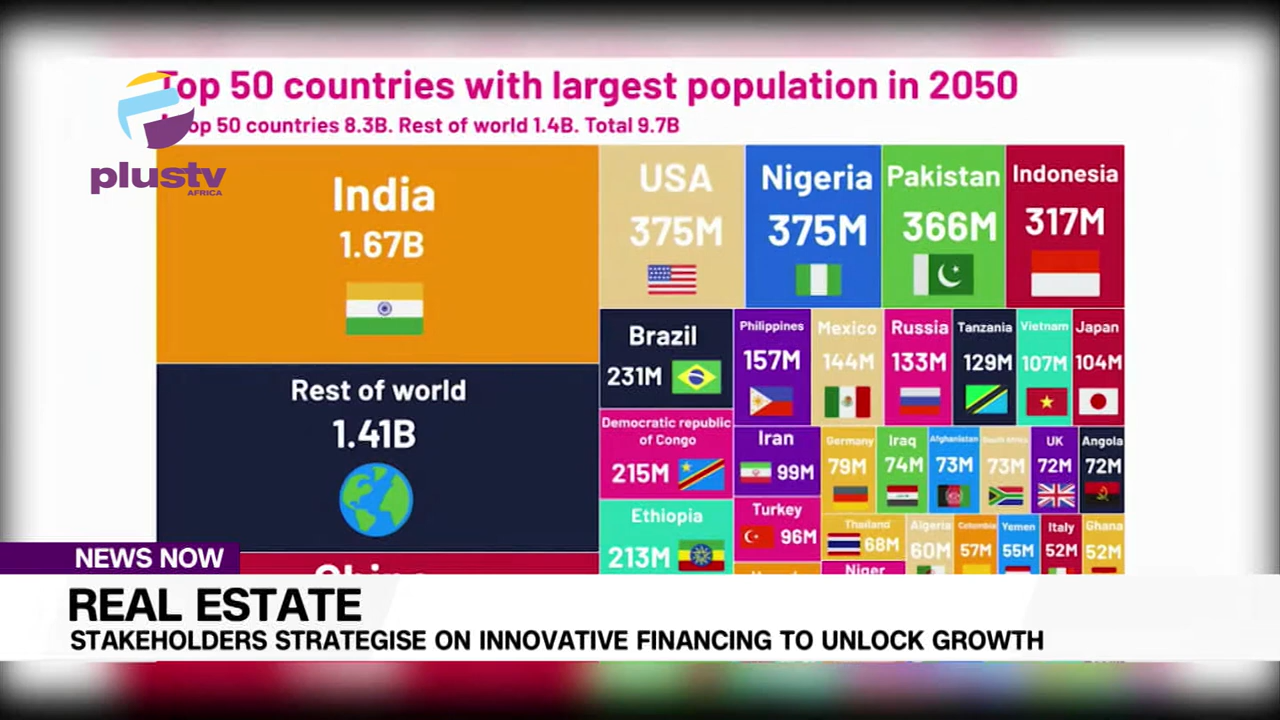 Top 50 countries with largest population in 2050
op 50 countries 8.3B. Rest of world 1.4B. Total 9.7B
plustv
AFRICA
India
1.67B
USA
375M
Nigeria
375M
Pakistan
366M
Indonesia
317M
Rest of world
1.41B
Brazil
231M
Philippines
157M
Mexico
144M
Russia
133M
Tanzania
129M
Vietnam
107M
Japan
104M
Democratic republic
of Congo
215M
Iran
99M
Germany
79M
Iraq
74M
Afghanistan
73M
South Africa
73M
UK
72M
Angola
72M
Ethiopia
213M
Turkey
96M
Thailand
68M
Algeria
60M
Colombia
57M
Yemen
55M
Italy
52M
Ghana
52M
China
Niger
NEWS NOW
REAL ESTATE
STAKEHOLDERS STRATEGISE ON INNOVATIVE FINANCING TO UNLOCK GROWTH